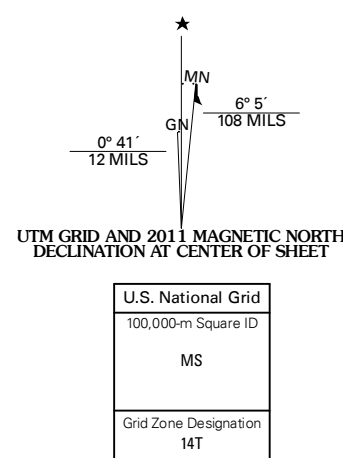 ★
MN
6° 5´
108 MILS
GN
0° 41´
12 MILS
UTM GRID AND 2011 MAGNETIC NORTH
DECLINATION AT CENTER OF SHEET
U.S. National Grid
100,000-m Square ID
MS
Grid Zone Designation
14T